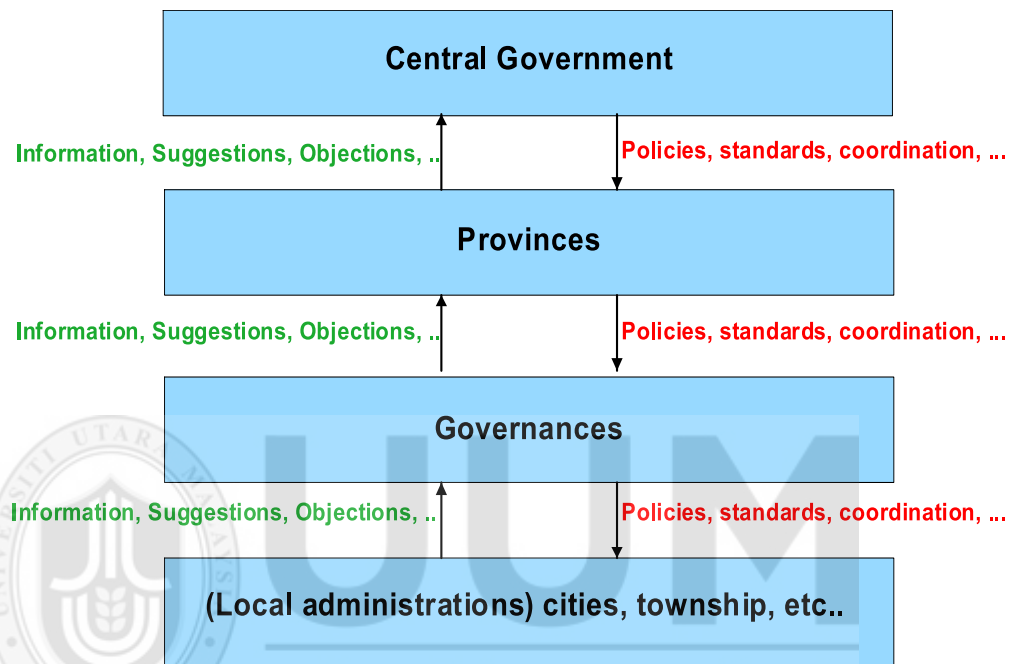 Central Government
Information, Suggestions, Objections, ..
Policies, standards, coordination, ...
Provinces
Information, Suggestions, Objections, ..
Policies, standards, coordination, ...
Governances
UTARA
UUM
Information, Suggestions, Objections, ..
Policies, standards, coordination, ...
(Local administrations) cities, township, etc..